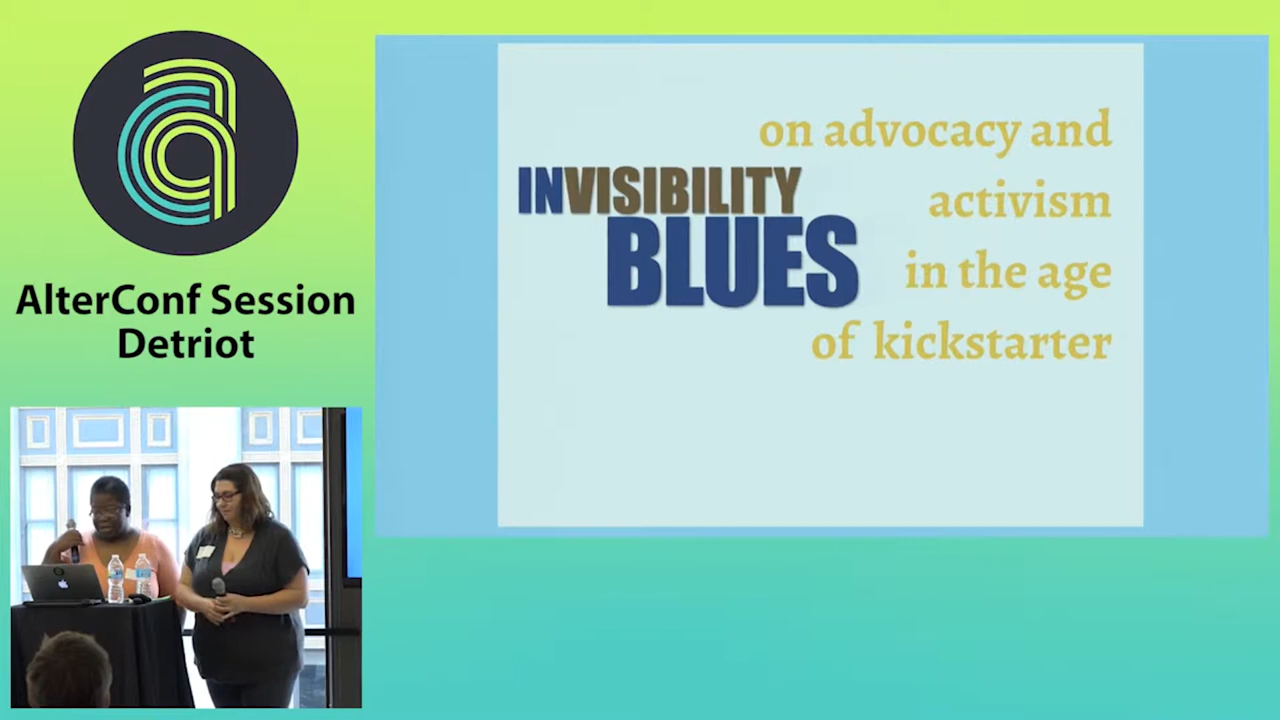 AlterConf Session
Detriot
on advocacy and
activism
in the age
of kickstarter
INVISIBILITY
BLUES